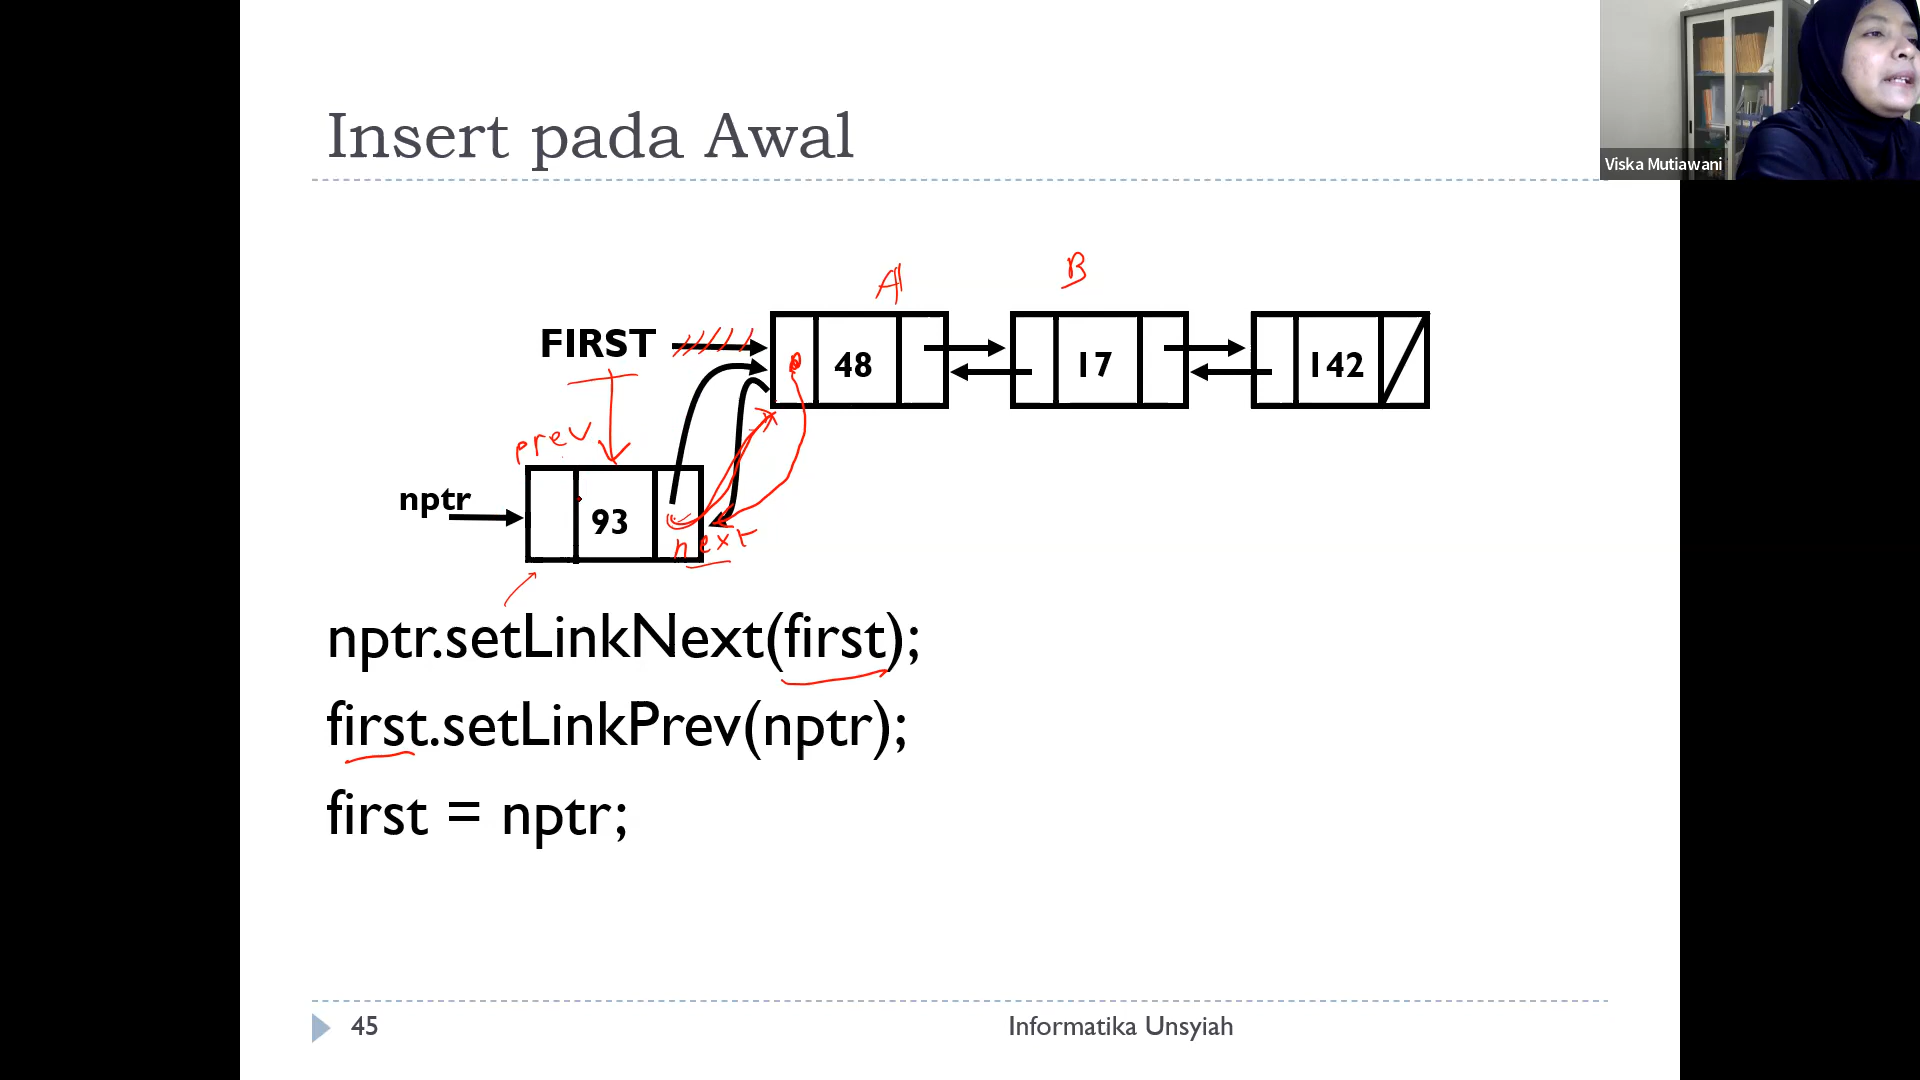 Viska Mutiawani
Insert pada Awal
A
B
FIRST
48
17
142
prev
nptr
93
next
nptr.setLinkNext(first);
first.setLinkPrev(nptr);
first = nptr;
45
Informatika Unsyiah